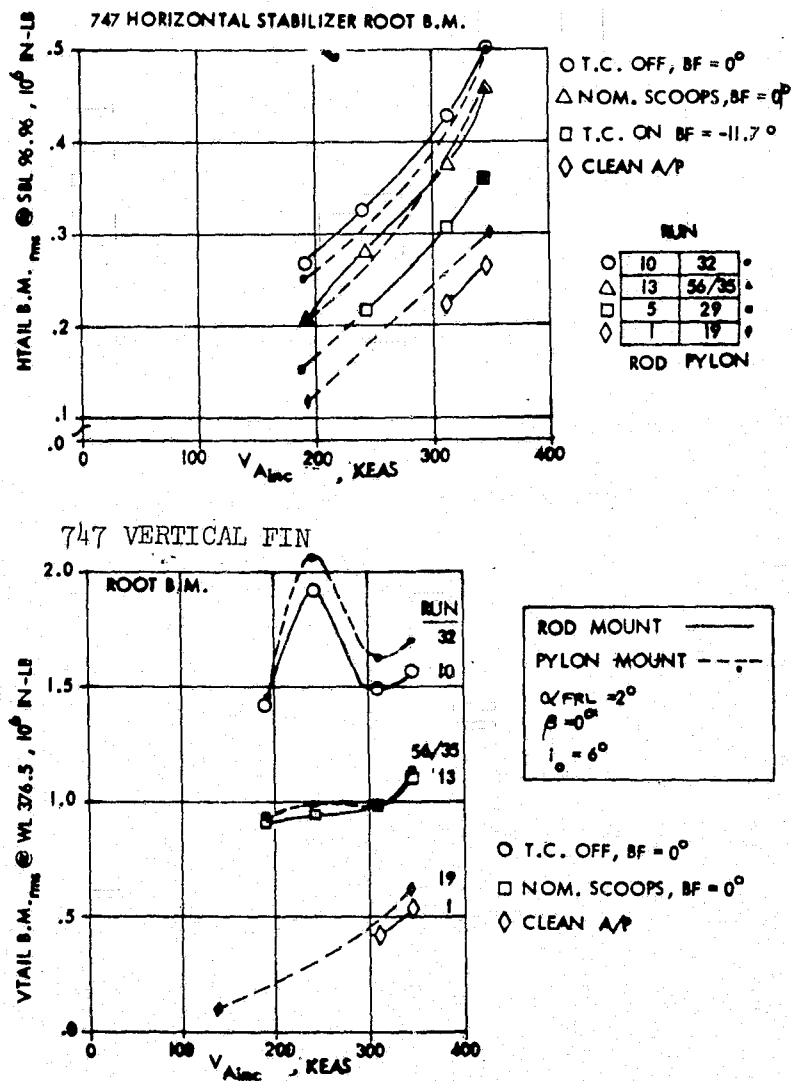 747 HORIZONTAL STABILIZER ROOT B.M.
HTAIL B.M. rms @ SBL 96.96, 10⁶ IN-LB
.5
.4
.3
.2
.1
.0
0
100
200
300
400
V Ainc , KEAS
○ T.C. OFF, BF = 0°
△ NOM. SCOOPS, BF = 0°
□ T.C. ON BF = -11.7°
◇ CLEAN A/P
RUN
○ 10 32
△ 13 56/35
□ 5 29
◇ 1 19
ROD PYLON
747 VERTICAL FIN
ROOT B.M.
VTAIL B.M. rms @ WL 376.5, 10⁶ IN-LB
2.0
1.5
1.0
.5
.0
0
100
200
300
400
V Ainc , KEAS
RUN
32
10
56/35
13
19
1
ROD MOUNT
PYLON MOUNT
α FRL = 2°
β = 0°
i₀ = 6°
○ T.C. OFF, BF = 0°
□ NOM. SCOOPS, BF = 0°
◇ CLEAN A/P